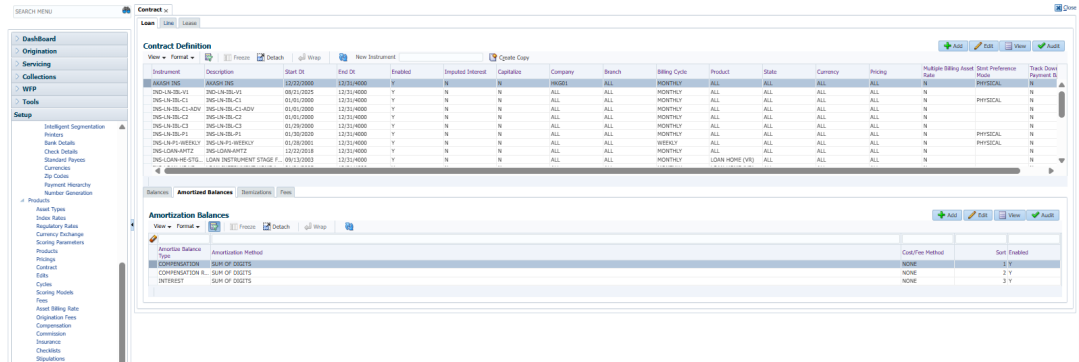 SEARCH MENU
Contract
Close
Loan Line Lease
DashBoard
Origination
Servicing
Collections
WFP
Tools
Setup
Intelligent Segmentation
Printers
Bank Details
Check Details
Standard Payees
Currencies
Zip Codes
Payment Hierarchy
Number Generation
Products
Asset Types
Index Rates
Regulatory Rates
Currency Exchange
Scoring Parameters
Products
Pricings
Contract
Edits
Cycles
Scoring Models
Fees
Asset Billing Rate
Origination Fees
Compensation
Commission
Insurance
Checklists
Stipulations
Contract Definition
Add Edit View Audit
View Format Freeze Detach Wrap New Instrument Create Copy
Instrument Description Start Dt End Dt Enabled Imputed Interest Capitalize Company Branch Billing Cycle Product State Currency Pricing Multiple Billing Asset Rate Stmt Preference Mode Track Down Payment B
AKASH INS AKASH INS 12/22/2000 12/31/4000 Y N N HKG01 ALL MONTHLY ALL ALL ALL ALL N PHYSICAL N
IND-LN-IBL-V1 IND-LN-IBL-V1 08/01/2025 12/31/4000 Y N N ALL ALL MONTHLY ALL ALL ALL ALL N N
INS-LN-IBL-C1 INS-LN-IBL-C1 01/01/2000 12/31/4000 Y N N ALL ALL MONTHLY ALL ALL ALL ALL N PHYSICAL N
INS-LN-IBL-C1-ADV INS-LN-IBL-C1-ADV 01/01/2000 12/31/4000 Y N N ALL ALL MONTHLY ALL ALL ALL ALL N N
INS-LN-IBL-C2 INS-LN-IBL-C2 01/01/2000 12/31/4000 Y N N ALL ALL MONTHLY ALL ALL ALL ALL N N
INS-LN-IBL-C3 INS-LN-IBL-C3 01/29/2000 12/31/4000 Y N N ALL ALL MONTHLY ALL ALL ALL ALL N N
INS-LN-IBL-P1 INS-LN-IBL-P1 01/30/2020 12/31/4000 Y N N ALL ALL MONTHLY ALL ALL ALL ALL N PHYSICAL N
INS-LN-P1-WEEKLY INS-LN-P1-WEEKLY 01/28/2001 12/31/4000 Y N N ALL ALL WEEKLY ALL ALL ALL ALL N PHYSICAL N
INS-LOAN-AMTZ INS-LOAN-AMTZ 12/22/2018 12/31/4000 Y N N ALL ALL MONTHLY ALL ALL ALL ALL N N
INS-LOAN-HE-STG... LOAN INSTRUMENT STAGE F... 09/13/2003 12/31/4000 Y N N ALL ALL MONTHLY LOAN HOME (VR) ALL ALL ALL N N
Balances Amortized Balances Itemizations Fees
Amortization Balances
Add Edit View Audit
View Format Freeze Detach Wrap
Amortize Balance Type Amortization Method Cost/Fee Method Sort Enabled
COMPENSATION SUM OF DIGITS NONE 1 Y
COMPENSATION R... SUM OF DIGITS NONE 2 Y
INTEREST SUM OF DIGITS NONE 3 Y